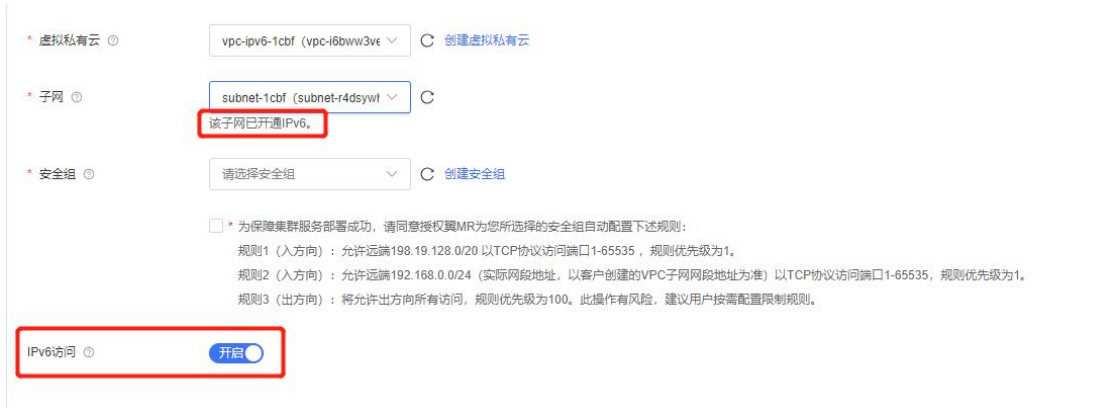 * 虚拟私有云 vpc-ipv6-1cbf (vpc-i6bww3ve 创建虚拟私有云
* 子网 subnet-1cbf (subnet-r4dsywl
该子网已开通IPv6。
* 安全组 请选择安全组 创建安全组
* 为保障集群服务部署成功，请同意授权翼MR为您所选择的安全组自动配置下述规则：
规则1（入方向）：允许远端198.19.128.0/20 以TCP协议访问端口1-65535 ，规则优先级为1。
规则2（入方向）：允许远端192.168.0.0/24（实际网段地址，以客户创建的VPC子网网段地址为准）以TCP协议访问端口1-65535，规则优先级为1。
规则3（出方向）：将允许出方向所有访问，规则优先级为100。此操作有风险，建议用户按需配置限制规则。
IPv6访问 开启